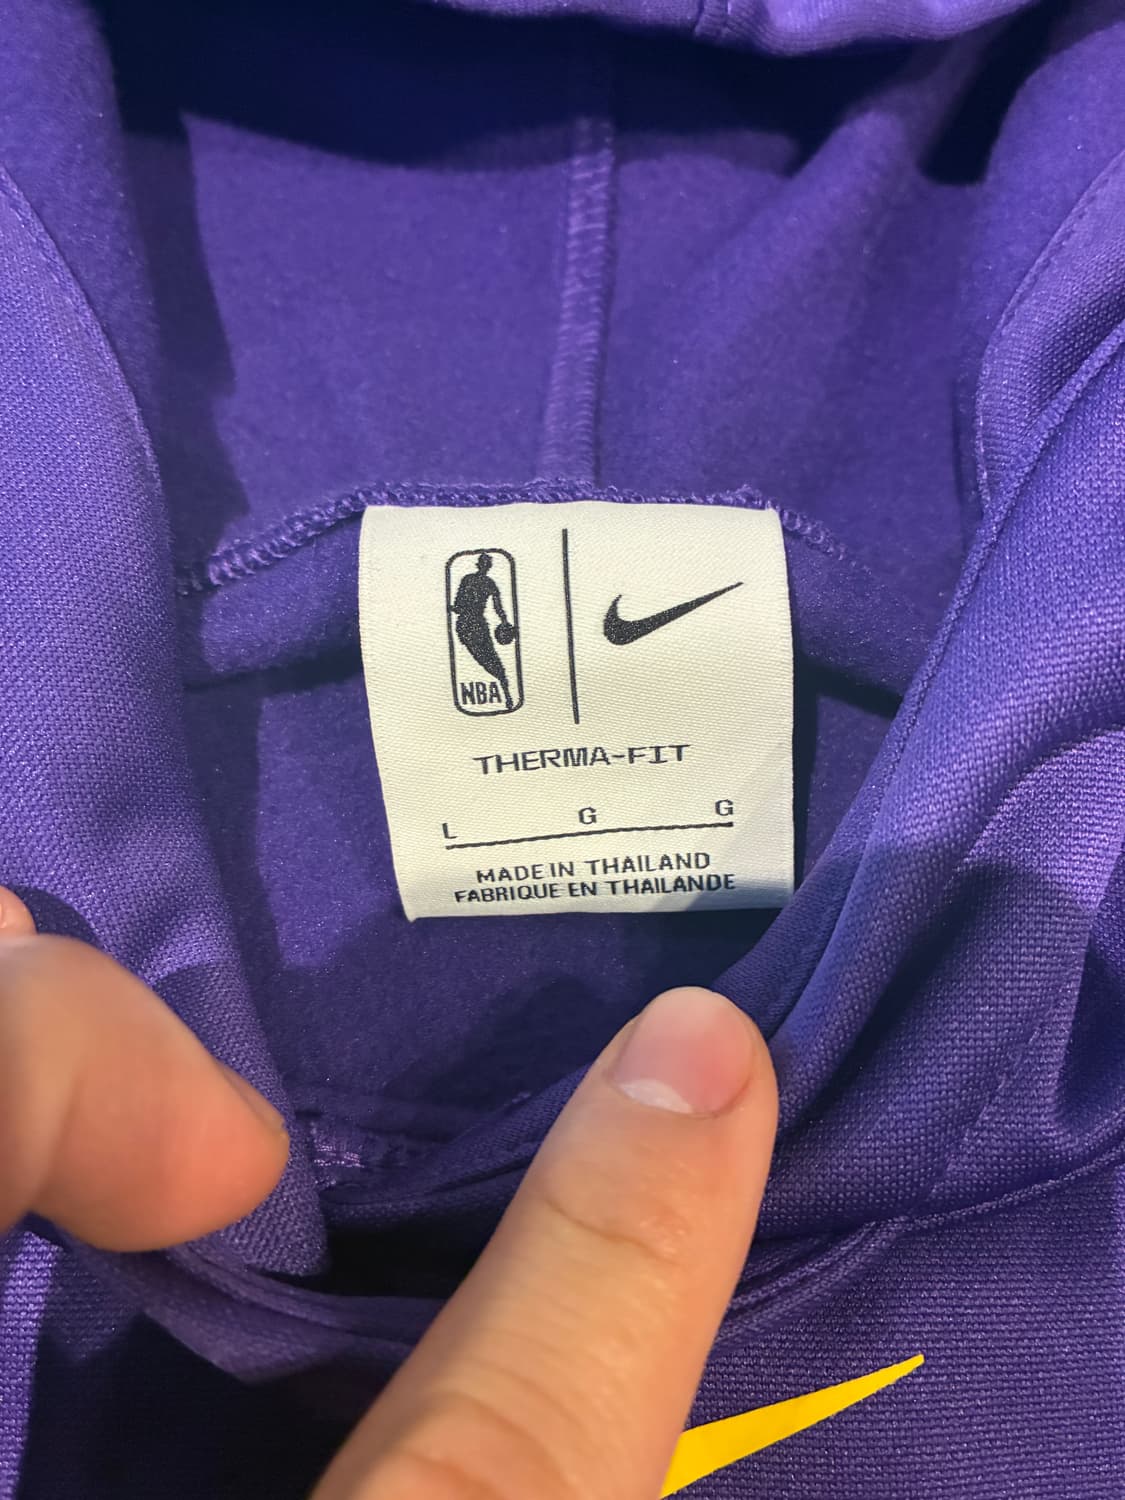 NBA
THERMA-FIT
L G G
MADE IN THAILAND
FABRIQUE EN THAILANDE